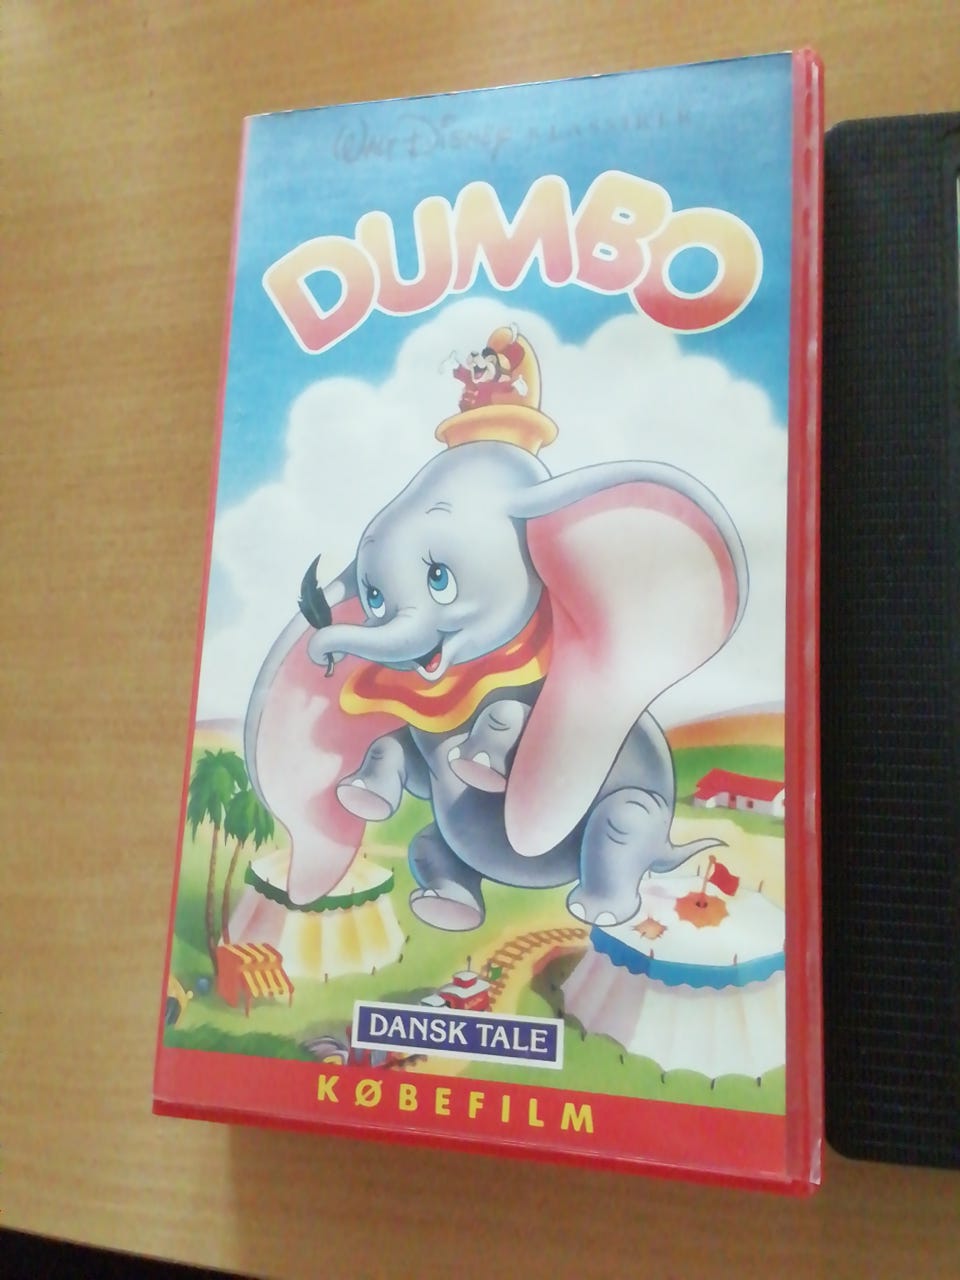 WALT DISNEY KLASSIKER
DUMBO
DANSK TALE
KØBEFILM